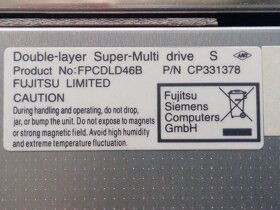 Double-layer Super-Multi drive S
Product No:FPCDLD46B P/N CP331378
FUJITSU LIMITED
CAUTION
During handling and operating, do not drop,
jar, or bump the unit. Do not expose to magnets
or strong magnetic field. Avoid high humidity
and extreme temperature fluctuations!
Fujitsu
Siemens
Computers
GmbH